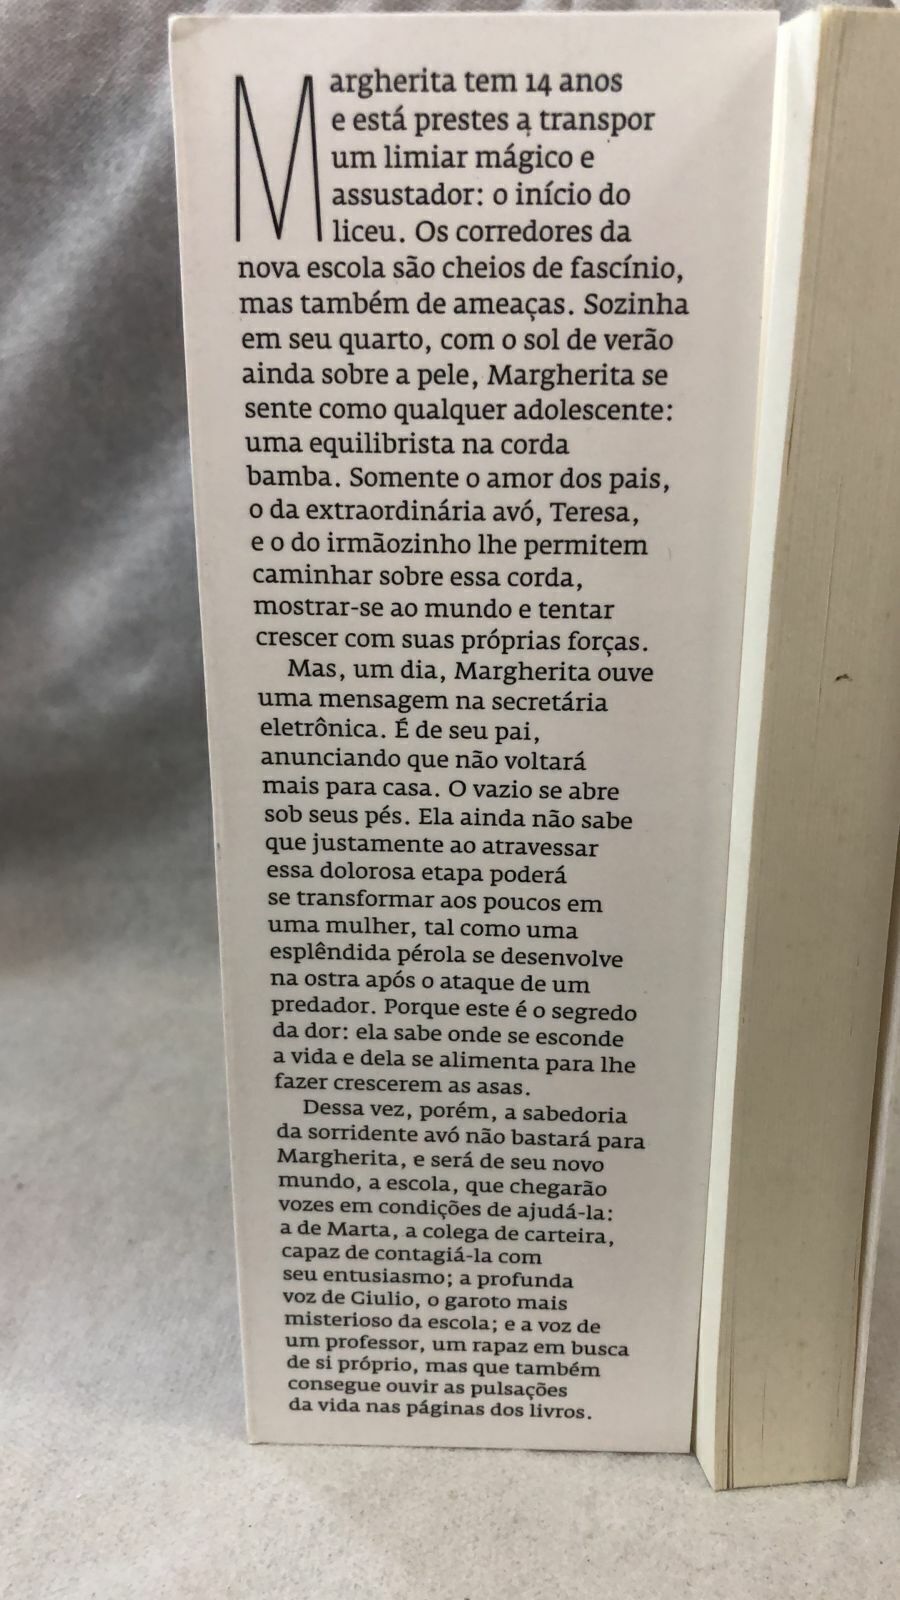 Margherita tem 14 anos
e está prestes a transpor
um limiar mágico e
assustador: o início do
liceu. Os corredores da
nova escola são cheios de fascínio,
mas também de ameaças. Sozinha
em seu quarto, com o sol de verão
ainda sobre a pele, Margherita se
sente como qualquer adolescente:
uma equilibrista na corda
bamba. Somente o amor dos pais,
o da extraordinária avó, Teresa,
e o do irmãozinho lhe permitem
caminhar sobre essa corda,
mostrar-se ao mundo e tentar
crescer com suas próprias forças.
Mas, um dia, Margherita ouve
uma mensagem na secretária
eletrônica. É de seu pai,
anunciando que não voltará
mais para casa. O vazio se abre
sob seus pés. Ela ainda não sabe
que justamente ao atravessar
essa dolorosa etapa poderá
se transformar aos poucos em
uma mulher, tal como uma
esplêndida pérola se desenvolve
na ostra após o ataque de um
predador. Porque este é o segredo
da dor: ela sabe onde se esconde
a vida e dela se alimenta para lhe
fazer crescerem as asas.
Dessa vez, porém, a sabedoria
da sorridente avó não bastará para
Margherita, e será de seu novo
mundo, a escola, que chegarão
vozes em condições de ajudá-la:
a de Marta, a colega de carteira,
capaz de contagiá-la com
seu entusiasmo; a profunda
voz de Giulio, o garoto mais
misterioso da escola; e a voz de
um professor, um rapaz em busca
de si próprio, mas que também
consegue ouvir as pulsações
da vida nas páginas dos livros.